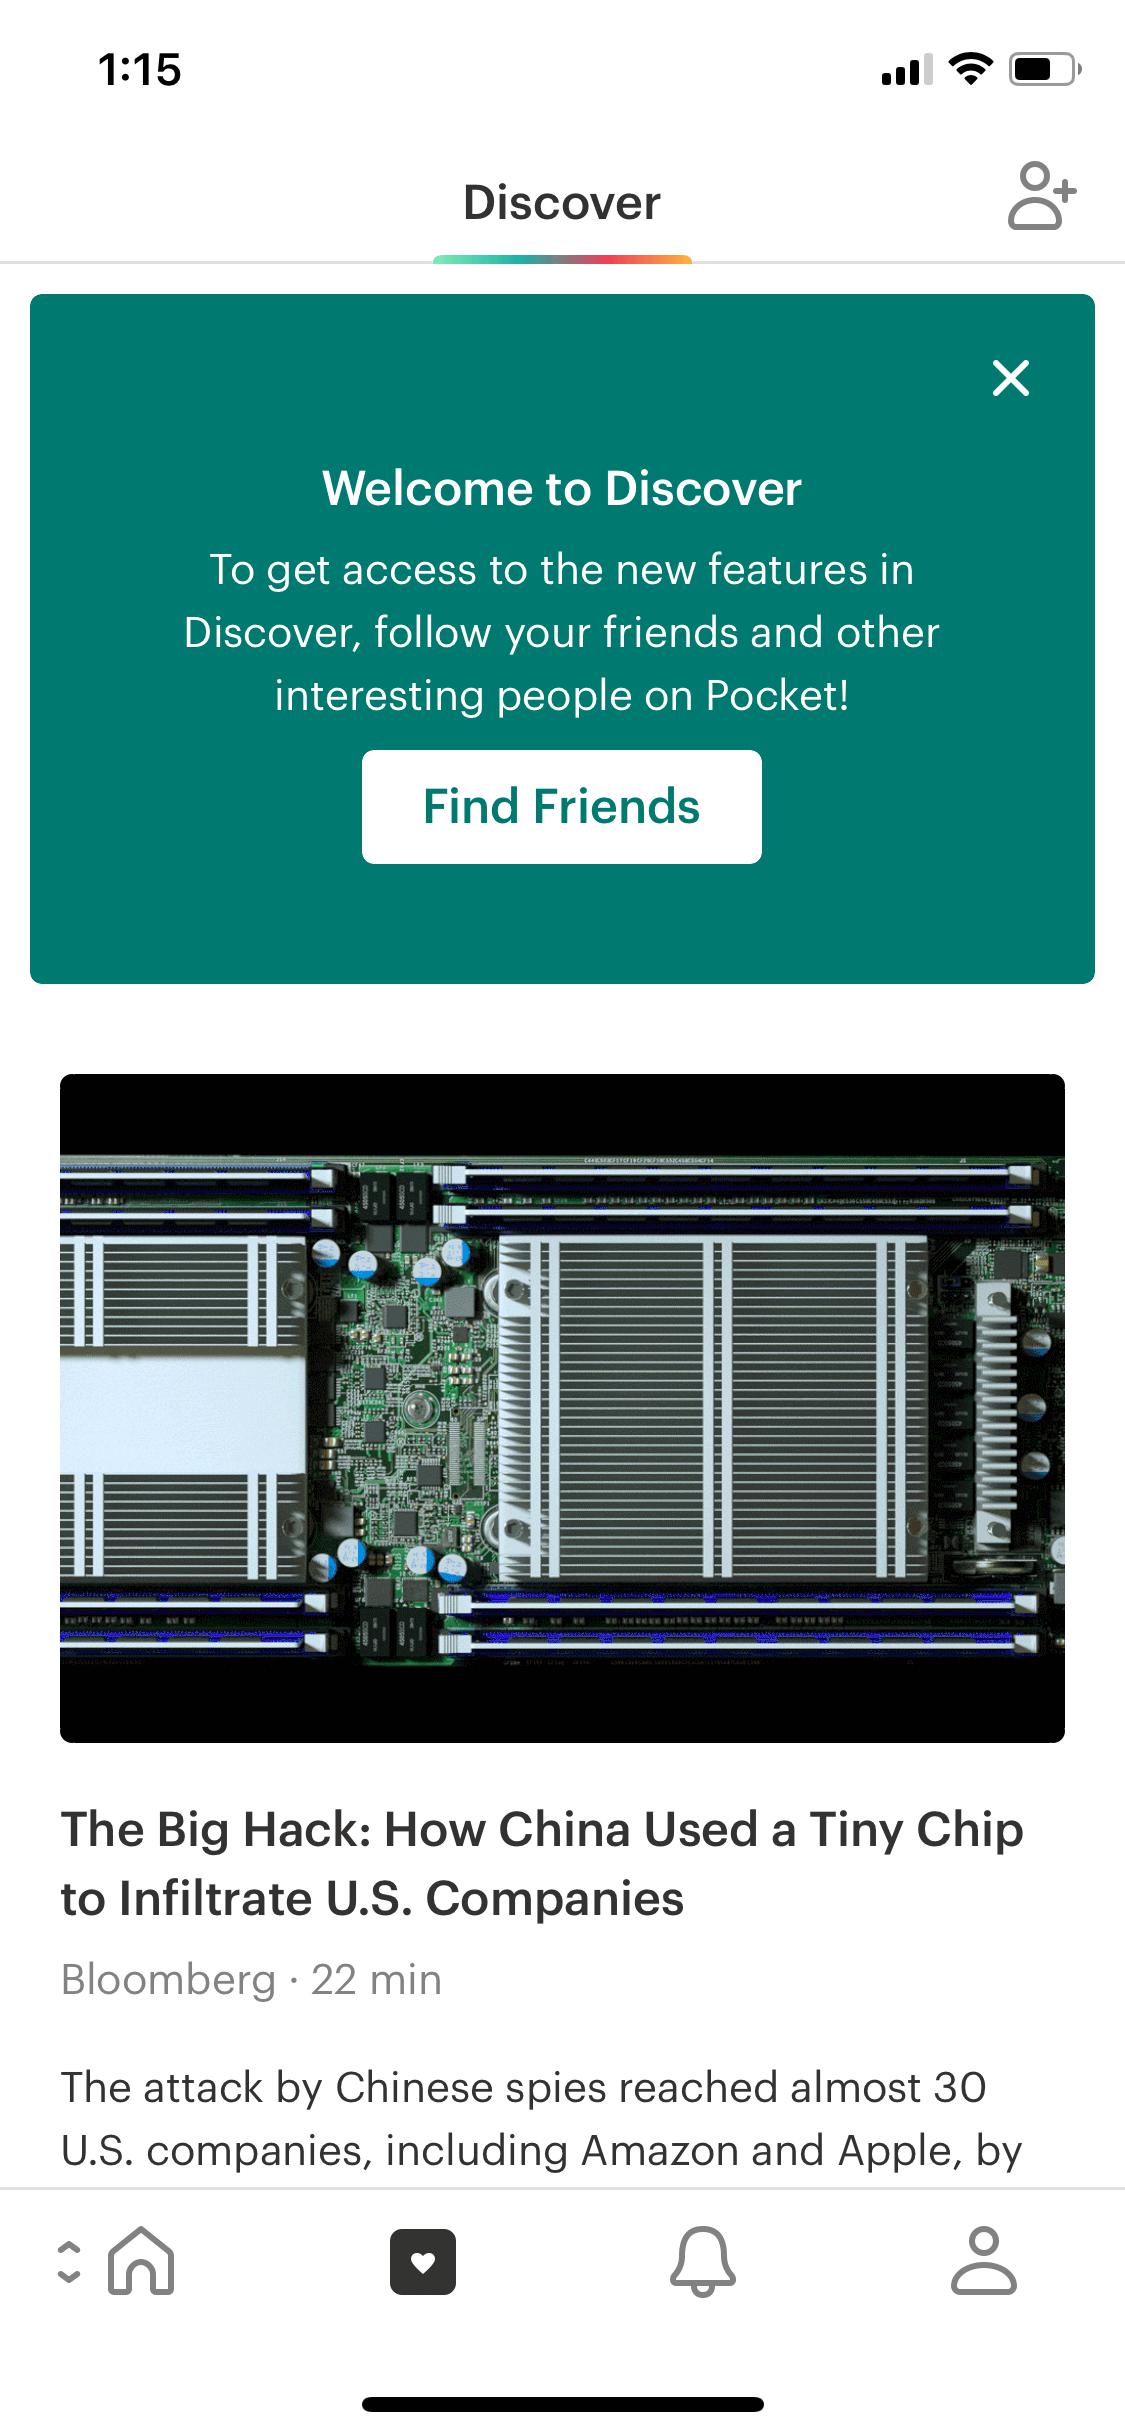 1:15
Discover
Welcome to Discover
To get access to the new features in
Discover, follow your friends and other
interesting people on Pocket!
Find Friends
The Big Hack: How China Used a Tiny Chip
to Infiltrate U.S. Companies
Bloomberg · 22 min
The attack by Chinese spies reached almost 30
U.S. companies, including Amazon and Apple, by